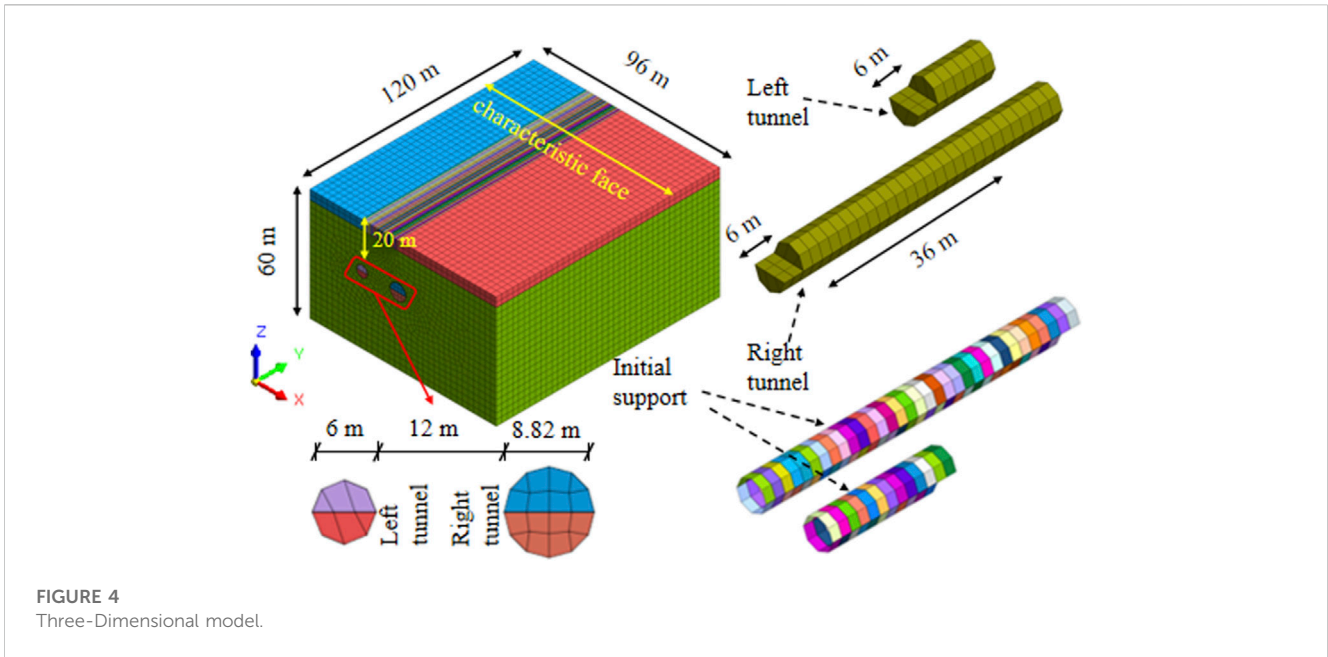 120 m
96 m
characteristic face
60 m
20 m
Z
Y
X
6 m
12 m
8.82 m
Left
tunnel
Right
tunnel
6 m
Left
tunnel
6 m
36 m
Right
tunnel
Initial
support
FIGURE 4
Three-Dimensional model.